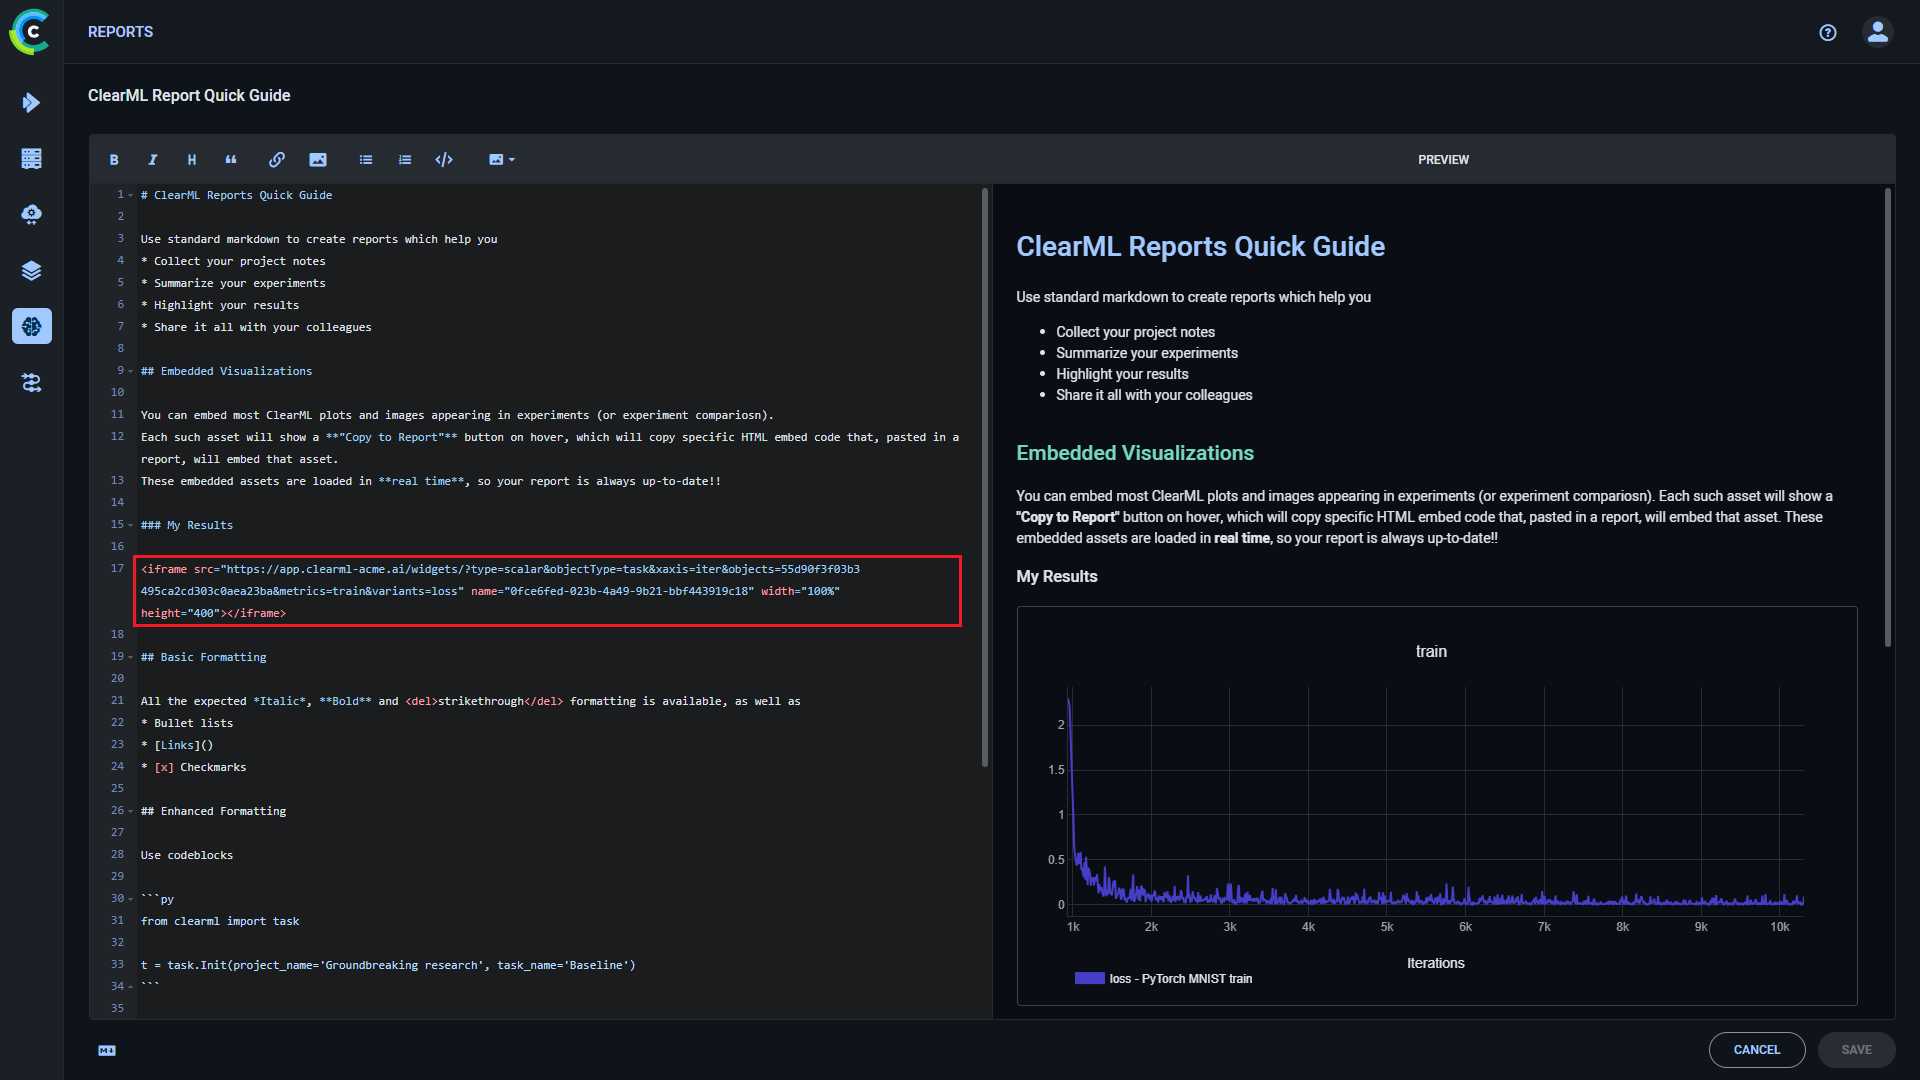 REPORTS
ClearML Report Quick Guide
B I H “
PREVIEW
1 # ClearML Reports Quick Guide
2
3 Use standard markdown to create reports which help you
4 * Collect your project notes
5 * Summarize your experiments
6 * Highlight your results
7 * Share it all with your colleagues
8
9 ## Embedded Visualizations
10
11 You can embed most ClearML plots and images appearing in experiments (or experiment compariosn).
12 Each such asset will show a **"Copy to Report"** button on hover, which will copy specific HTML embed code that, pasted in a
report, will embed that asset.
13 These embedded assets are loaded in **real time**, so your report is always up-to-date!!
14
15 ### My Results
16
17 <iframe src="https://app.clearml-acme.ai/widgets/?type=scalar&objectType=task&xaxis=iter&objects=55d90f3f03b3
495ca2cd303c0aea23ba&metrics=train&variants=loss" name="0fce6fed-023b-4a49-9b21-bbf443919c18" width="100%"
height="400"></iframe>
18
19 ## Basic Formatting
20
21 All the expected *Italic*, **Bold** and <del>strikethrough</del> formatting is available, as well as
22 * Bullet lists
23 * [Links]()
24 * [x] Checkmarks
25
26 ## Enhanced Formatting
27
28 Use codeblocks
29
30 ```py
31 from clearml import task
32
33 t = task.Init(project_name='Groundbreaking research', task_name='Baseline')
34 ```
35
ClearML Reports Quick Guide
Use standard markdown to create reports which help you
• Collect your project notes
• Summarize your experiments
• Highlight your results
• Share it all with your colleagues
Embedded Visualizations
You can embed most ClearML plots and images appearing in experiments (or experiment compariosn). Each such asset will show a
"Copy to Report" button on hover, which will copy specific HTML embed code that, pasted in a report, will embed that asset. These
embedded assets are loaded in real time, so your report is always up-to-date!!
My Results
train
2
1.5
1
0.5
0
1k 2k 3k 4k 5k 6k 7k 8k 9k 10k
Iterations
loss - PyTorch MNIST train
CANCEL
SAVE